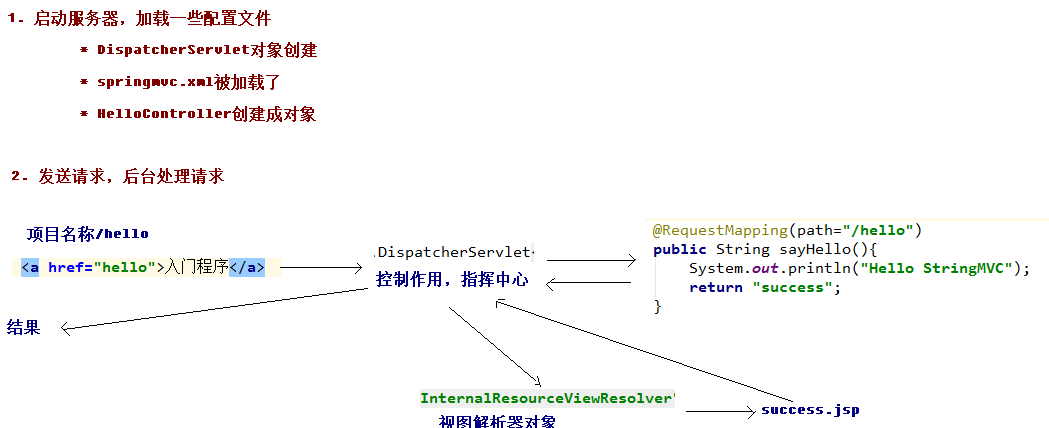 1. 启动服务器，加载一些配置文件
* DispatcherServlet对象创建
* springmvc.xml被加载了
* HelloController创建成对象
2. 发送请求，后台处理请求
项目名称/hello
<a href="hello">入门程序</a>
.DispatcherServlet<
控制作用，指挥中心
@RequestMapping(path="/hello")
public String sayHello(){
System.out.println("Hello StringMVC");
return "success";
}
结果
InternalResourceViewResolver"
视图解析器对象
success.jsp